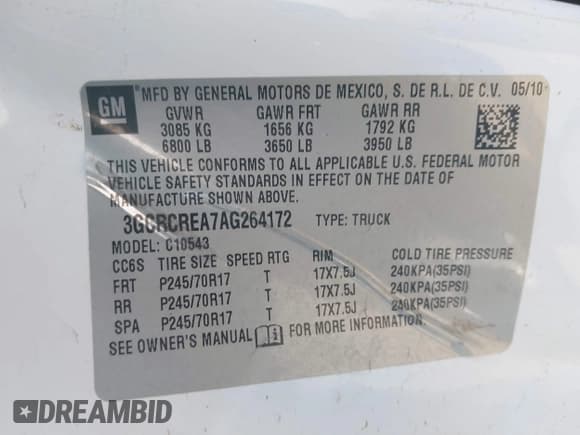 GM
MFD BY GENERAL MOTORS DE MEXICO, S. DE R.L. DE C.V. 05/10
GVWR GAWR FRT GAWR RR
3085 KG 1656 KG 1792 KG
6800 LB 3650 LB 3950 LB
THIS VEHICLE CONFORMS TO ALL APPLICABLE U.S. FEDERAL MOTOR
VEHICLE SAFETY STANDARDS IN EFFECT ON THE DATE OF
MANUFACTURE SHOWN ABOVE.
3GCRCREA7AG264172 TYPE: TRUCK
MODEL: C10543
CC6S TIRE SIZE SPEED RTG RIM COLD TIRE PRESSURE
FRT P245/70R17 T 17X7.5J 240KPA(35PSI)
RR P245/70R17 T 17X7.5J 240KPA(35PSI)
SPA P245/70R17 T 17X7.5J 240KPA(35PSI)
SEE OWNER'S MANUAL i FOR MORE INFORMATION.
DREAMBID